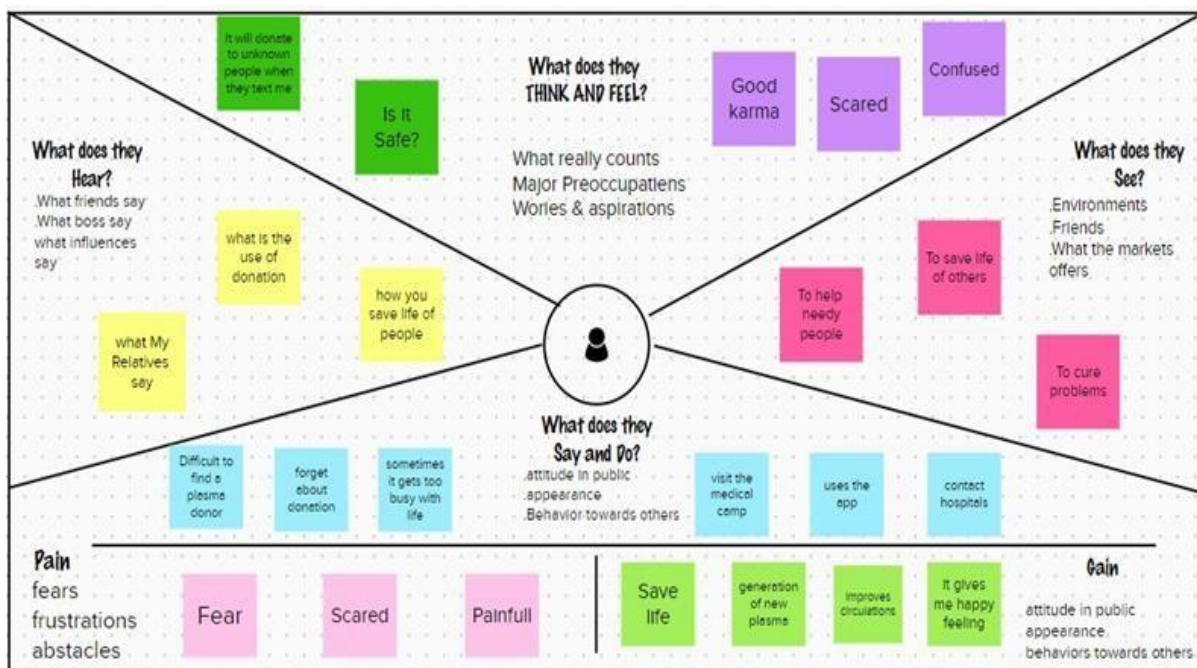 It will donate
to unknown
people when
they text me
Is It
Safe?
What does they
THINK AND FEEL?
What really counts
Major Preoccupatiens
Wories & aspirations
Good
karma
Scared
Confused
What does they
Hear?
.What friends say
.What boss say
what influences
say
what is the
use of
donation
how you
save life of
people
what My
Relatives
say
What does they
See?
.Environments
.Friends
.What the markets
offers
To save life
of others
To help
needy
people
To cure
problems
What does they
Say and Do?
.attitude in public
.appearance
.Behavior towards others
Difficult to
find a
plasma
donor
forget
about
donation
sometimes
it gets too
busy with
life
visit the
medical
camp
uses the
app
contact
hospitals
Pain
fears
frustrations
abstacles
Fear
Scared
Painfull
Save
life
generation
of new
plasma
improves
circulations
It gives
me happy
feeling
Gain
attitude in public
appearance
behaviors towards others